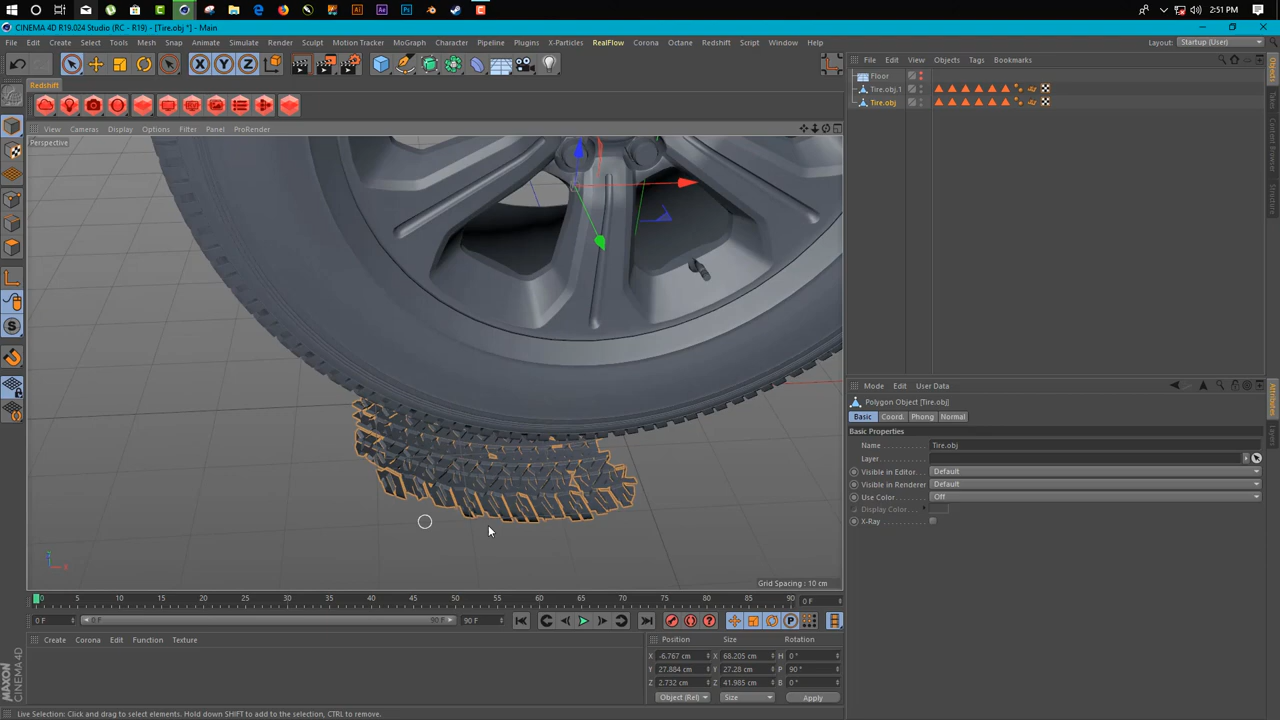 2:51 PM
CINEMA 4D R19.024 Studio (RC - R19) - [Tire.obj *] - Main
File Edit Create Select Tools Mesh Snap Animate Simulate Render Sculpt Motion Tracker MoGraph Character Pipeline Plugins X-Particles RealFlow Corona Octane Redshift Script Window Help
Layout: Startup (User)
X Y Z
File Edit View Objects Tags Bookmarks
Redshift
Floor
Tire.obj.1
Tire.obj
View Cameras Display Options Filter Panel ProRender
Perspective
Objects
Takes
Content Browser
Structure
Mode Edit User Data
Polygon Object [Tire.obj]
Basic Coord. Phong Normal
Basic Properties
Name Tire.obj
Layer
Visible in Editor Default
Visible in Renderer Default
Use Color Off
Display Color
X-Ray
Attributes
Layers
Grid Spacing : 10 cm
0 5 10 15 20 25 30 35 40 45 50 55 60 65 70 75 80 85 90 0 F
0 F 0 F 90 F 90 F
Create Corona Edit Function Texture
Position Size Rotation
X -6.767 cm X 68.205 cm H 0 °
Y 27.884 cm Y 27.28 cm P 90 °
Z 2.732 cm Z 41.985 cm B 0 °
Object (Rel) Size Apply
MAXON
CINEMA 4D
Live Selection: Click and drag to select elements. Hold down SHIFT to add to the selection, CTRL to remove.